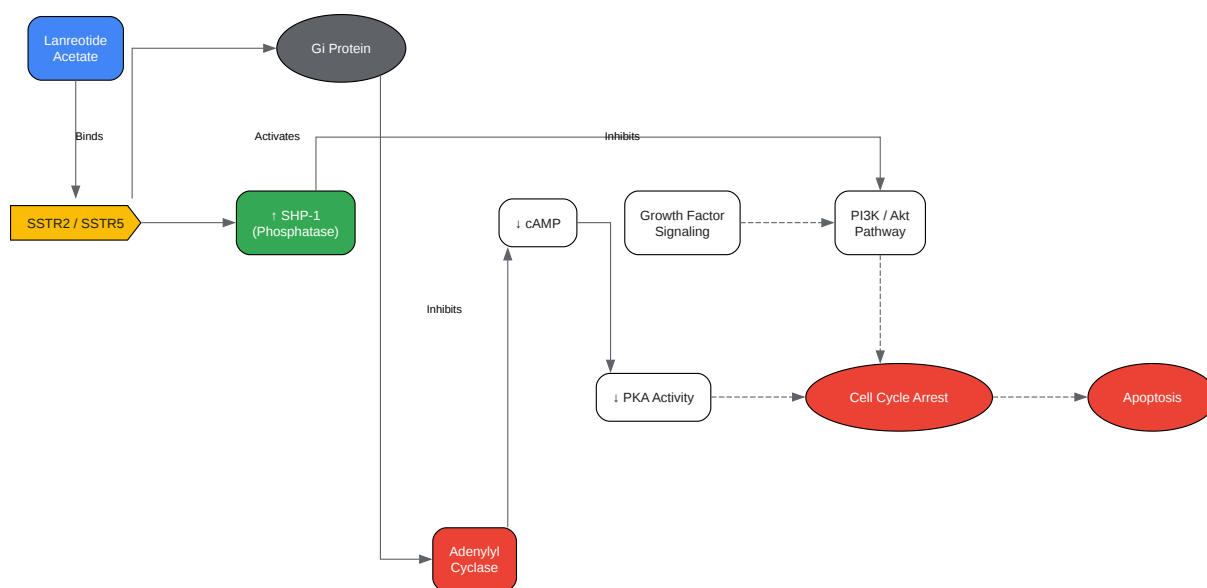 Lanreotide
Acetate
Gi Protein
Binds
Activates
Inhibits
SSTR2 / SSTR5
↑ SHP-1
(Phosphatase)
↓ cAMP
Growth Factor
Signaling
PI3K / Akt
Pathway
Inhibits
↓ PKA Activity
Cell Cycle Arrest
Apoptosis
Adenylyl
Cyclase